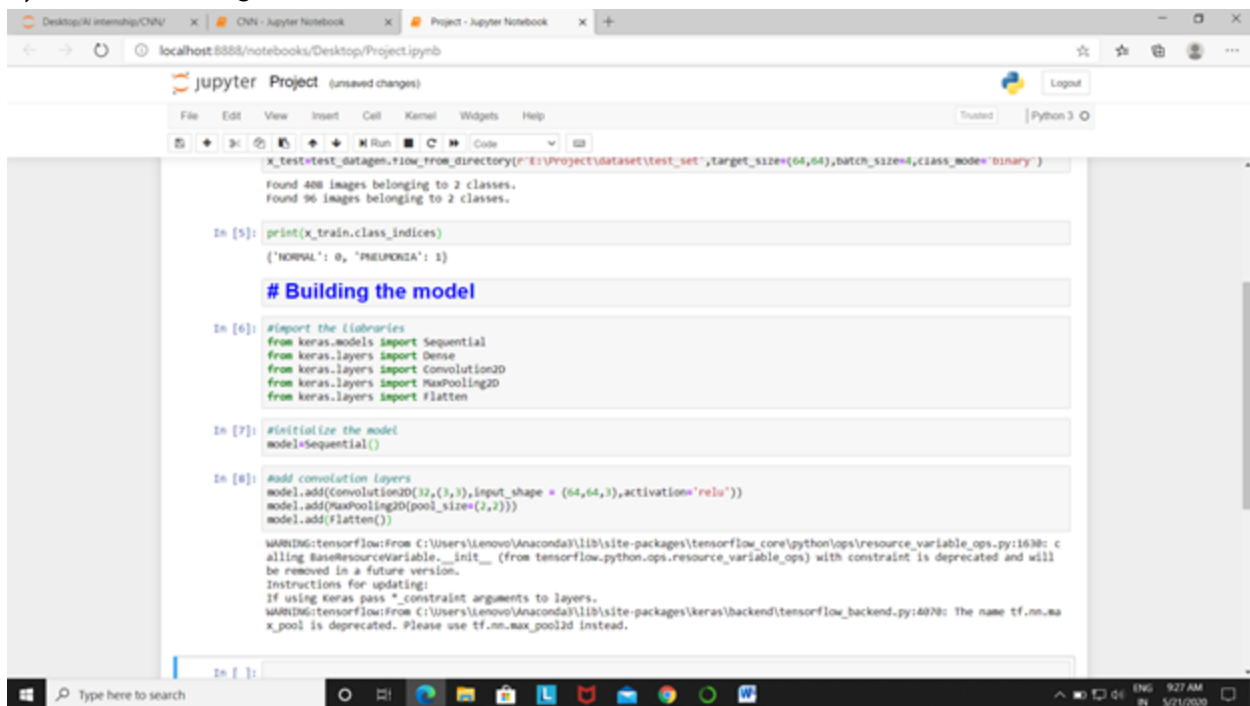 Desktop/AI internship/CNN/
CNN - Jupyter Notebook
Project - Jupyter Notebook
localhost:8888/notebooks/Desktop/Project.ipynb
jupyter Project (unsaved changes)
Logout
File Edit View Insert Cell Kernel Widgets Help
Trusted Python 3
Run Code
x_test=test_datagen.flow_from_directory(r'E:\Project\dataset\test_set',target_size=(64,64),batch_size=4,class_mode='binary')
Found 408 images belonging to 2 classes.
Found 96 images belonging to 2 classes.
In [5]: print(x_train.class_indices)
{'NORMAL': 0, 'PNEUMONIA': 1}
# Building the model
In [6]: #import the liabraries
from keras.models import Sequential
from keras.layers import Dense
from keras.layers import Convolution2D
from keras.layers import MaxPooling2D
from keras.layers import Flatten
In [7]: #initialize the model
model=Sequential()
In [8]: #add convolution layers
model.add(Convolution2D(32,(3,3),input_shape = (64,64,3),activation='relu'))
model.add(MaxPooling2D(pool_size=(2,2)))
model.add(Flatten())
WARNING:tensorflow:From C:\Users\Lenovo\Anaconda3\lib\site-packages\tensorflow_core\python\ops\resource_variable_ops.py:1630: c
alling BaseResourceVariable.__init__ (from tensorflow.python.ops.resource_variable_ops) with constraint is deprecated and will
be removed in a future version.
Instructions for updating:
If using Keras pass *_constraint arguments to layers.
WARNING:tensorflow:From C:\Users\Lenovo\Anaconda3\lib\site-packages\keras\backend\tensorflow_backend.py:4070: The name tf.nn.ma
x_pool is deprecated. Please use tf.nn.max_pool2d instead.
In [ ]:
Type here to search
ENG 9:27 AM
IN 5/21/2020